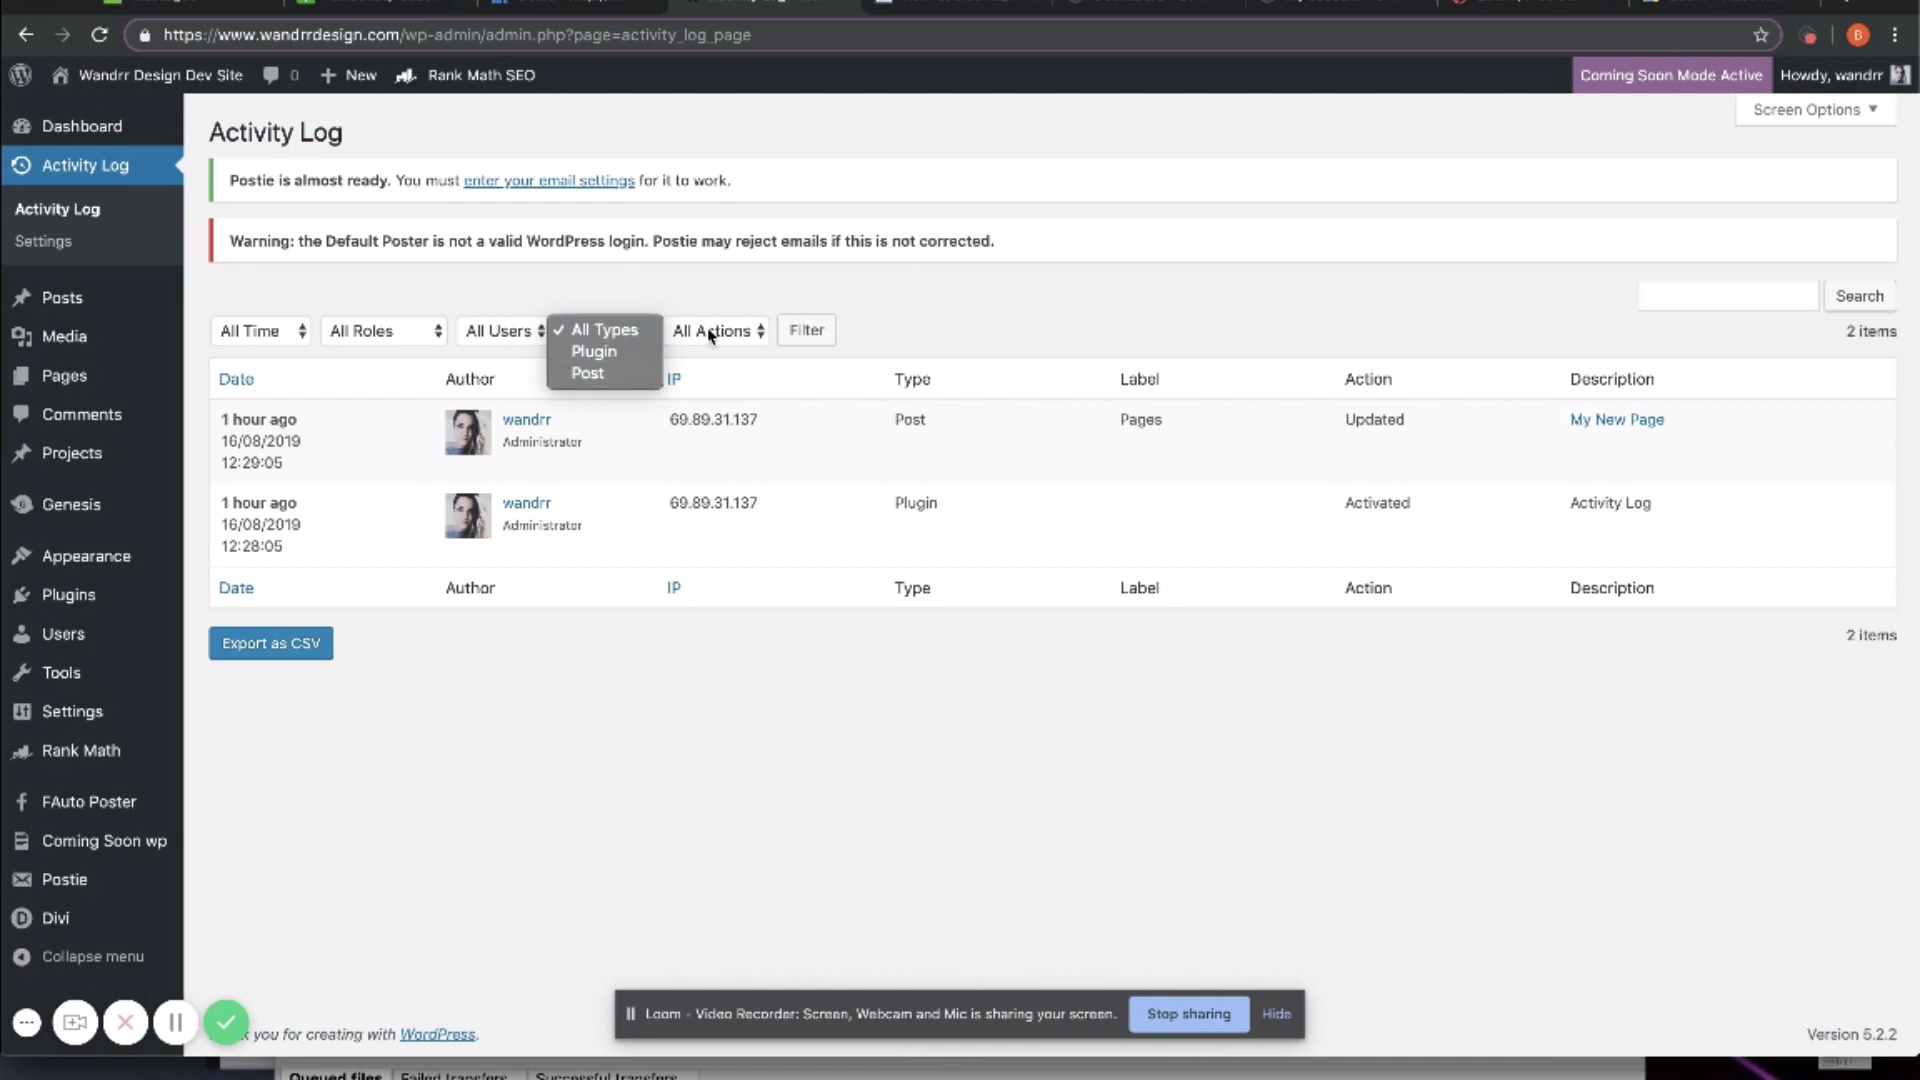 https://www.wandrrdesign.com/wp-admin/admin.php?page=activity_log_page
B
Wandrr Design Dev Site 0 New Rank Math SEO Coming Soon Mode Active Howdy, wandrr
Screen Options ▼
Dashboard
Activity Log
Activity Log
Settings
Posts
Media
Pages
Comments
Projects
Genesis
Appearance
Plugins
Users
Tools
Settings
Rank Math
FAuto Poster
Coming Soon wp
Postie
Divi
Collapse menu
Activity Log
Postie is almost ready. You must enter your email settings for it to work.
Warning: the Default Poster is not a valid WordPress login. Postie may reject emails if this is not corrected.
Search
All Time All Roles All Users ✓ All Types All Actions Filter 2 items
Plugin
Post
Date Author IP Type Label Action Description
1 hour ago wandrr 69.89.31.137 Post Pages Updated My New Page
16/08/2019 Administrator
12:29:05
1 hour ago wandrr 69.89.31.137 Plugin Activated Activity Log
16/08/2019 Administrator
12:28:05
Date Author IP Type Label Action Description
Export as CSV 2 items
Loom - Video Recorder: Screen, Webcam and Mic is sharing your screen. Stop sharing Hide
you for creating with WordPress. Version 5.2.2
Queued files Failed transfers Successful transfers